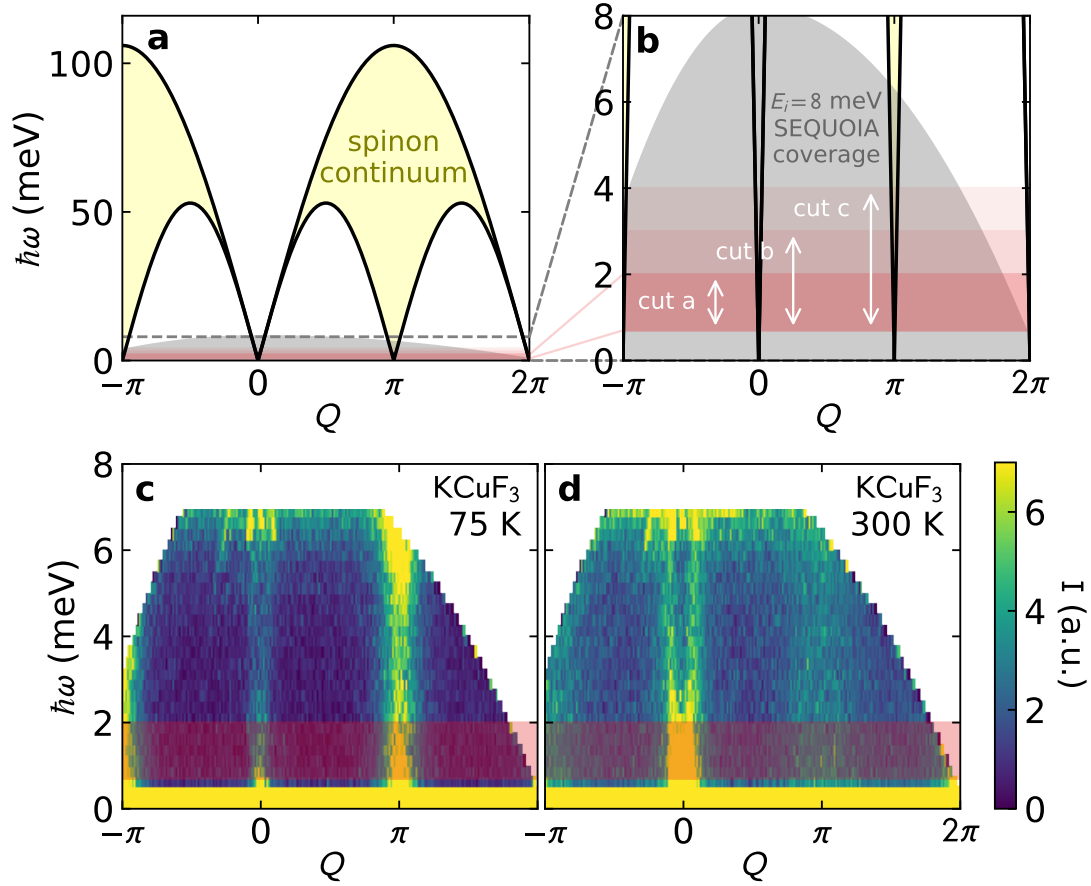 a
spinon
continuum
ħω (meV)
100
50
0
−π
0
π
2π
Q
b
E_i = 8 meV
SEQUOIA
coverage
cut c
cut b
cut a
8
6
4
2
0
−π
0
π
2π
Q
c
KCuF₃
75 K
ħω (meV)
8
6
4
2
0
−π
0
π
Q
d
KCuF₃
300 K
−π
0
π
2π
Q
6
4
2
0
I (a.u.)